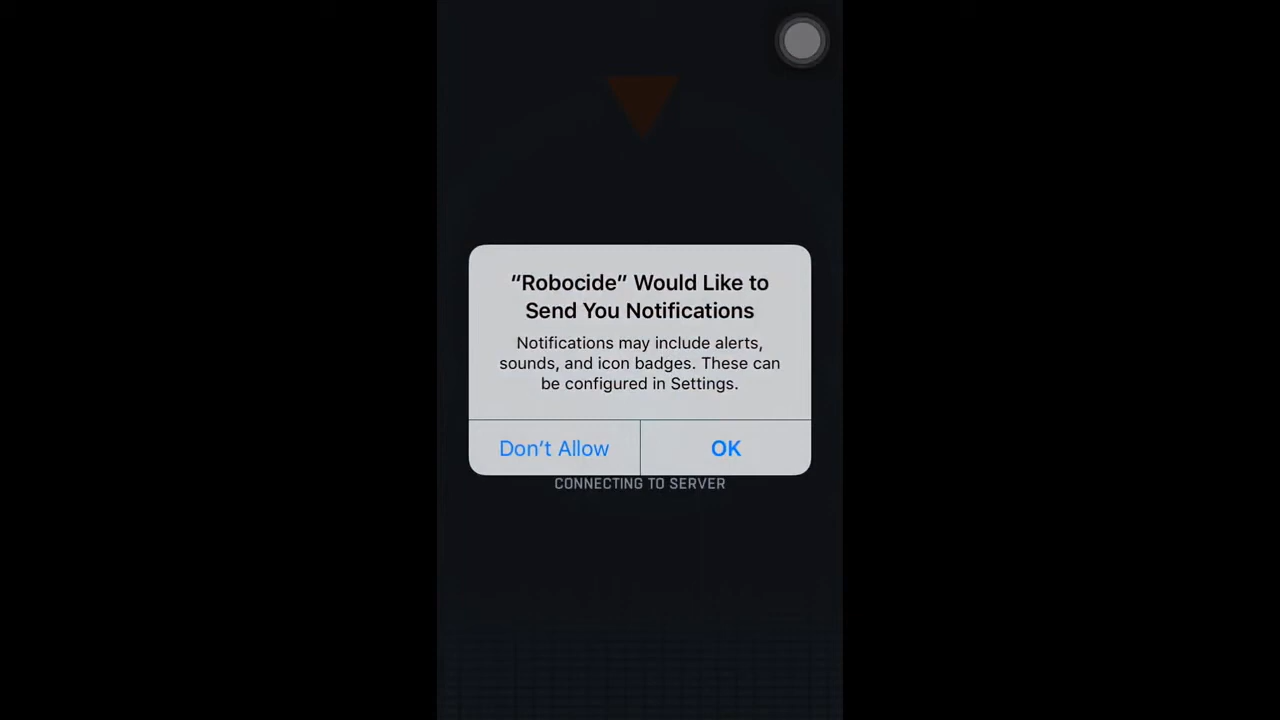 “Robocide” Would Like to
Send You Notifications
Notifications may include alerts,
sounds, and icon badges. These can
be configured in Settings.
Don’t Allow
OK
CONNECTING TO SERVER